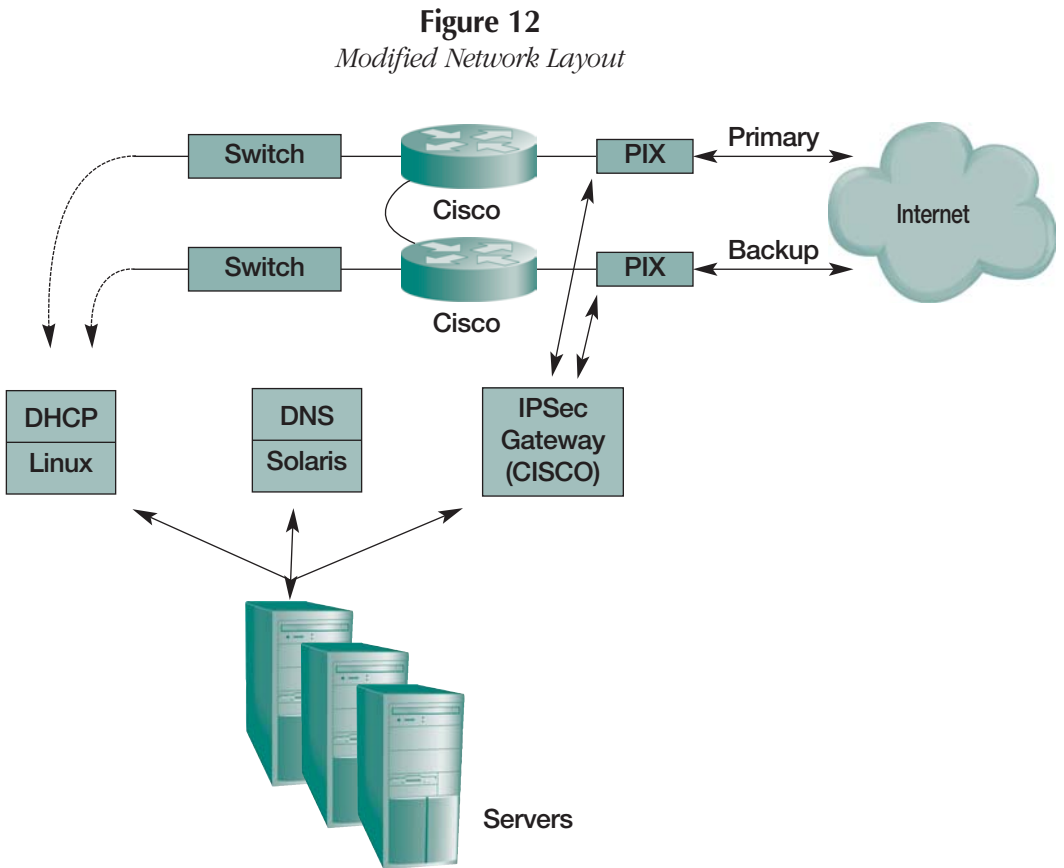 Figure 12
Modified Network Layout
Switch
Cisco
PIX
Primary
Internet
Switch
Cisco
PIX
Backup
DHCP
Linux
DNS
Solaris
IPSec
Gateway
(CISCO)
Servers